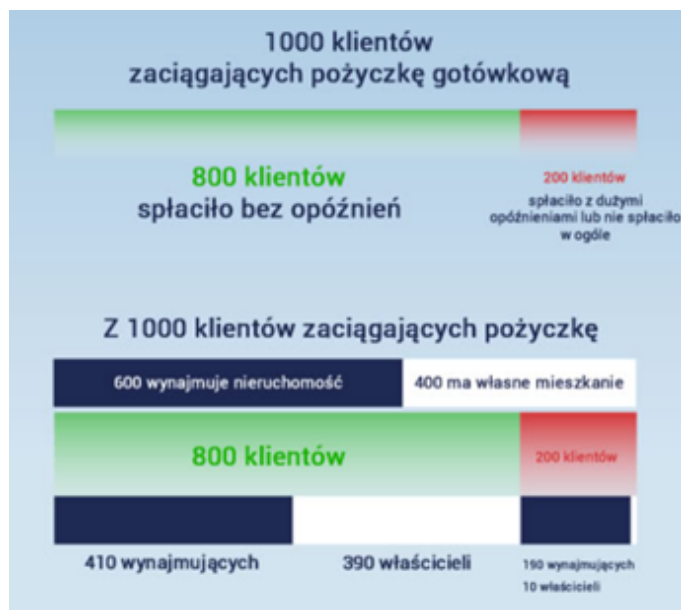 1000 klientów
zaciągających pożyczkę gotówkową
800 klientów
spłaciło bez opóźnień
200 klientów
spłaciło z dużymi
opóźnieniami lub nie spłaciło
w ogóle
Z 1000 klientów zaciągających pożyczkę
600 wynajmuje nieruchomość
400 ma własne mieszkanie
800 klientów
200 klientów
410 wynajmujących
390 właścicieli
190 wynajmujących
10 właścicieli